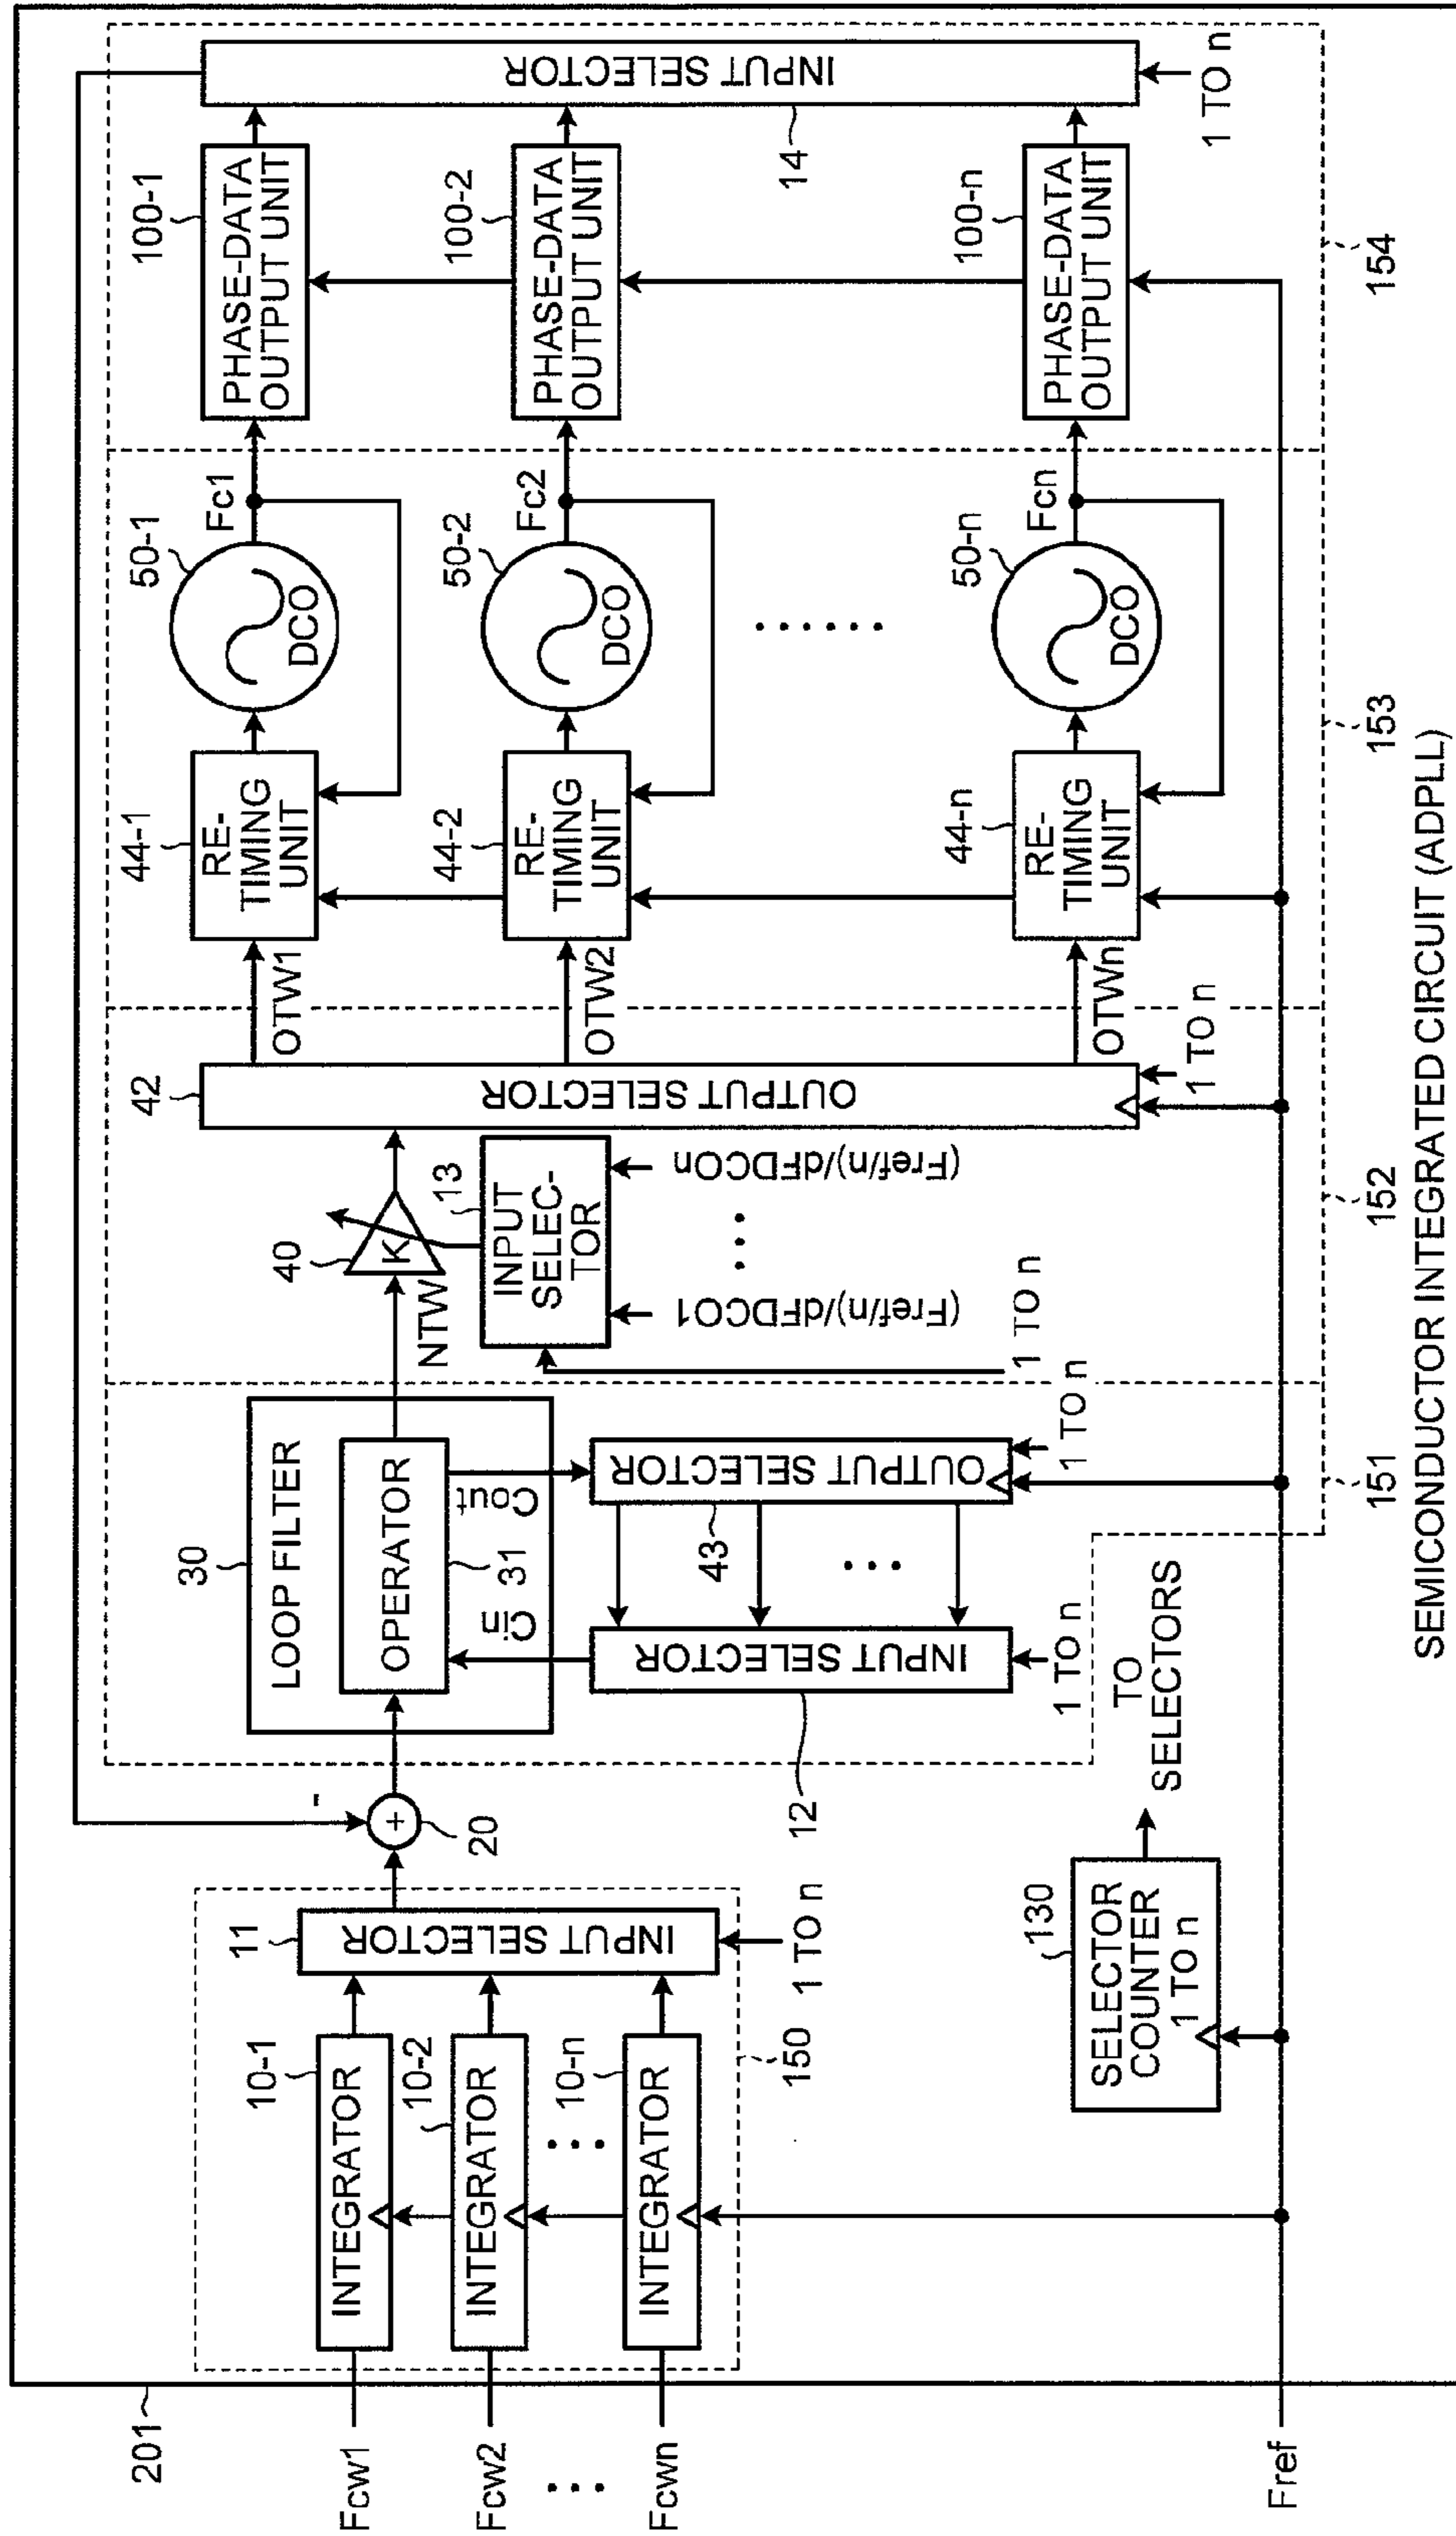 201
Fcw1
Fcw2
Fcwn
Fref
10-1
INTEGRATOR
10-2
INTEGRATOR
10-n
INTEGRATOR
11
INPUT SELECTOR
1 TO n
150
20
+
-
130
SELECTOR
COUNTER
1 TO n
TO
SELECTORS
30
LOOP FILTER
OPERATOR
31
Cin
Cout
12
INPUT SELECTOR
1 TO n
43
OUTPUT SELECTOR
1 TO n
151
NTW
40
K
13
INPUT
SELEC-
TOR
(Fref/n)/dFDCO1
(Fref/n)/dFDCOn
1 TO n
42
OUTPUT SELECTOR
1 TO n
152
OTW1
OTW2
OTWn
44-1
RE-
TIMING
UNIT
44-2
RE-
TIMING
UNIT
44-n
RE-
TIMING
UNIT
50-1
DCO
Fc1
50-2
DCO
Fc2
50-n
DCO
Fcn
153
100-1
PHASE-DATA
OUTPUT UNIT
100-2
PHASE-DATA
OUTPUT UNIT
100-n
PHASE-DATA
OUTPUT UNIT
14
INPUT SELECTOR
1 TO n
154
SEMICONDUCTOR INTEGRATED CIRCUIT (ADPLL)